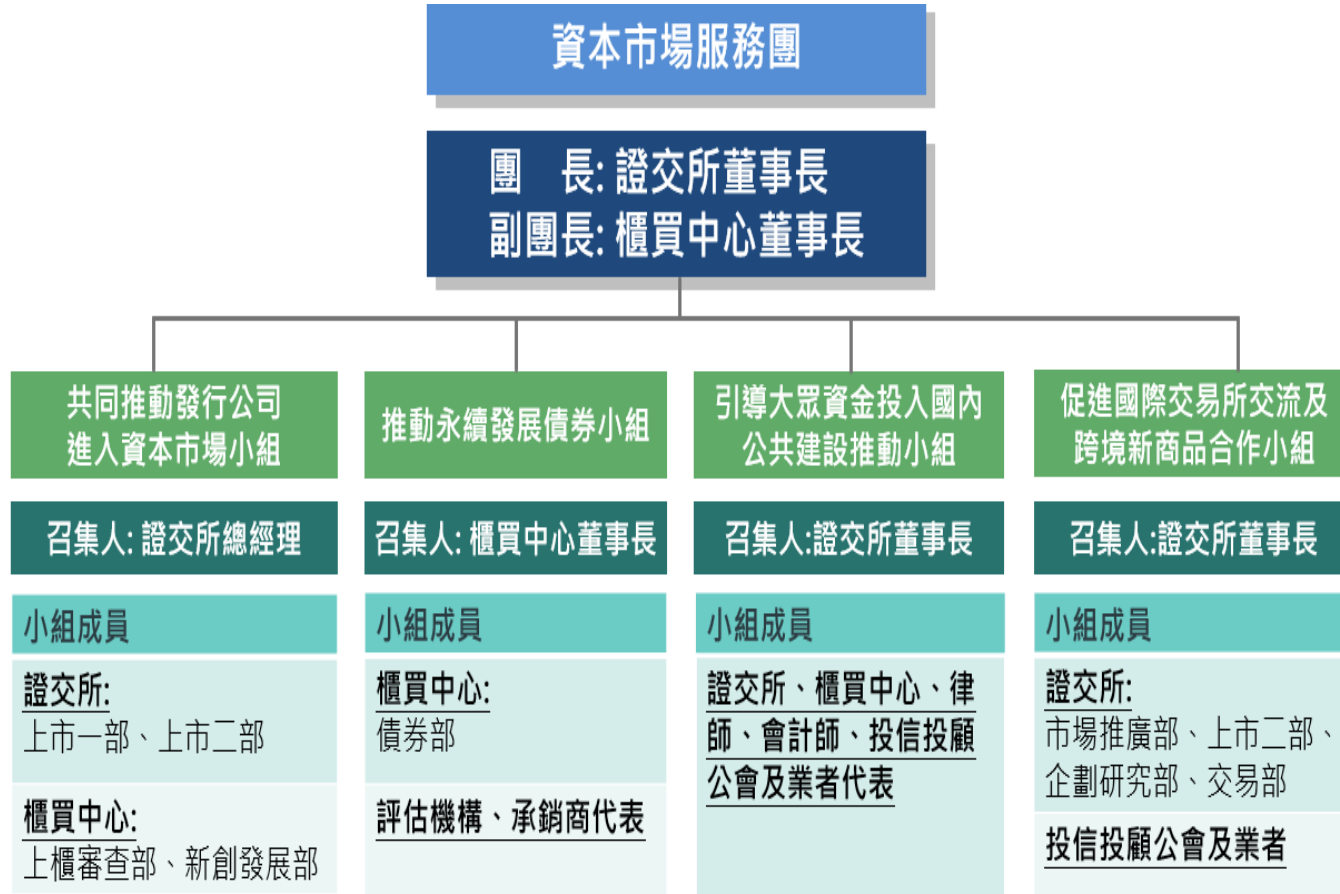 資本市場服務團
團　長: 證交所董事長
副團長: 櫃買中心董事長
共同推動發行公司
進入資本市場小組
召集人: 證交所總經理
小組成員
證交所:
上市一部、上市二部
櫃買中心:
上櫃審查部、新創發展部
推動永續發展債券小組
召集人: 櫃買中心董事長
小組成員
櫃買中心:
債券部
評估機構、承銷商代表
引導大眾資金投入國內
公共建設推動小組
召集人:證交所董事長
小組成員
證交所、櫃買中心、律
師、會計師、投信投顧
公會及業者代表
促進國際交易所交流及
跨境新商品合作小組
召集人:證交所董事長
小組成員
證交所:
市場推廣部、上市二部、
企劃研究部、交易部
投信投顧公會及業者